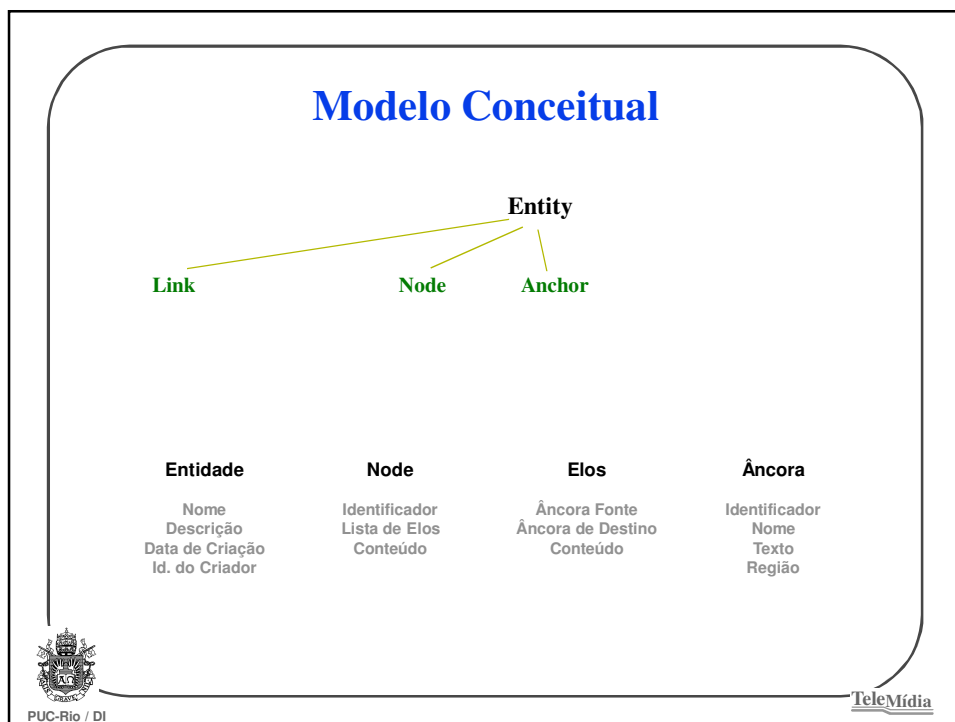 Modelo Conceitual
Entity
Link Node Anchor
Entidade Node Elos Âncora
Nome Identificador Âncora Fonte Identificador
Descrição Lista de Elos Âncora de Destino Nome
Data de Criação Conteúdo Conteúdo Texto
Id. do Criador Região
PUC-Rio / DI
TeleMídia